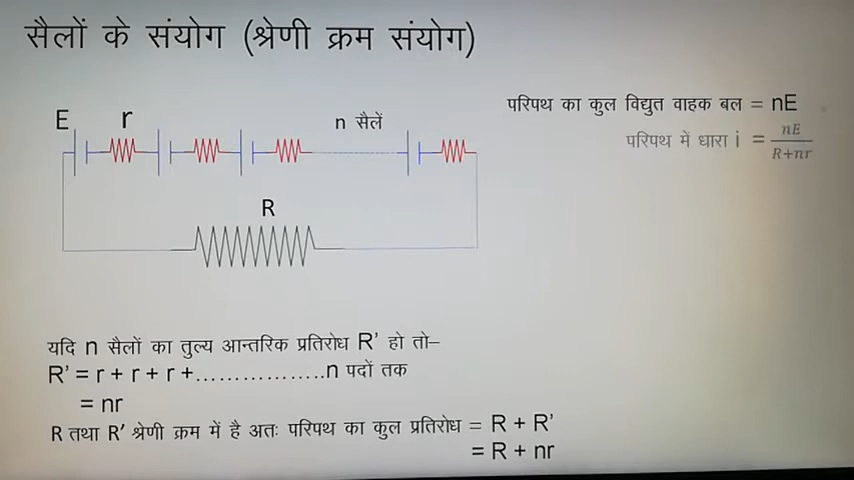 सैलों के संयोग (श्रेणी क्रम संयोग)
परिपथ का कुल विद्युत वाहक बल = nE
परिपथ में धारा i = nE / R+nr
E r n सैलें
R
यदि n सैलों का तुल्य आन्तरिक प्रतिरोध R' हो तो–
R' = r + r + r +..................n पदों तक
= nr
R तथा R' श्रेणी क्रम में है अतः परिपथ का कुल प्रतिरोध = R + R'
= R + nr